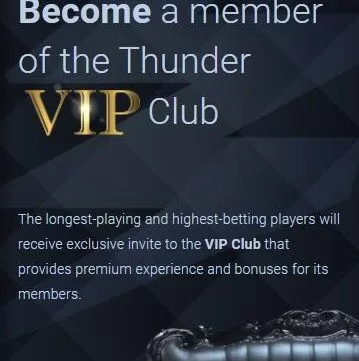 Become a member
of the Thunder
VIP Club
The longest-playing and highest-betting players will
receive exclusive invite to the VIP Club that
provides premium experience and bonuses for its
members.